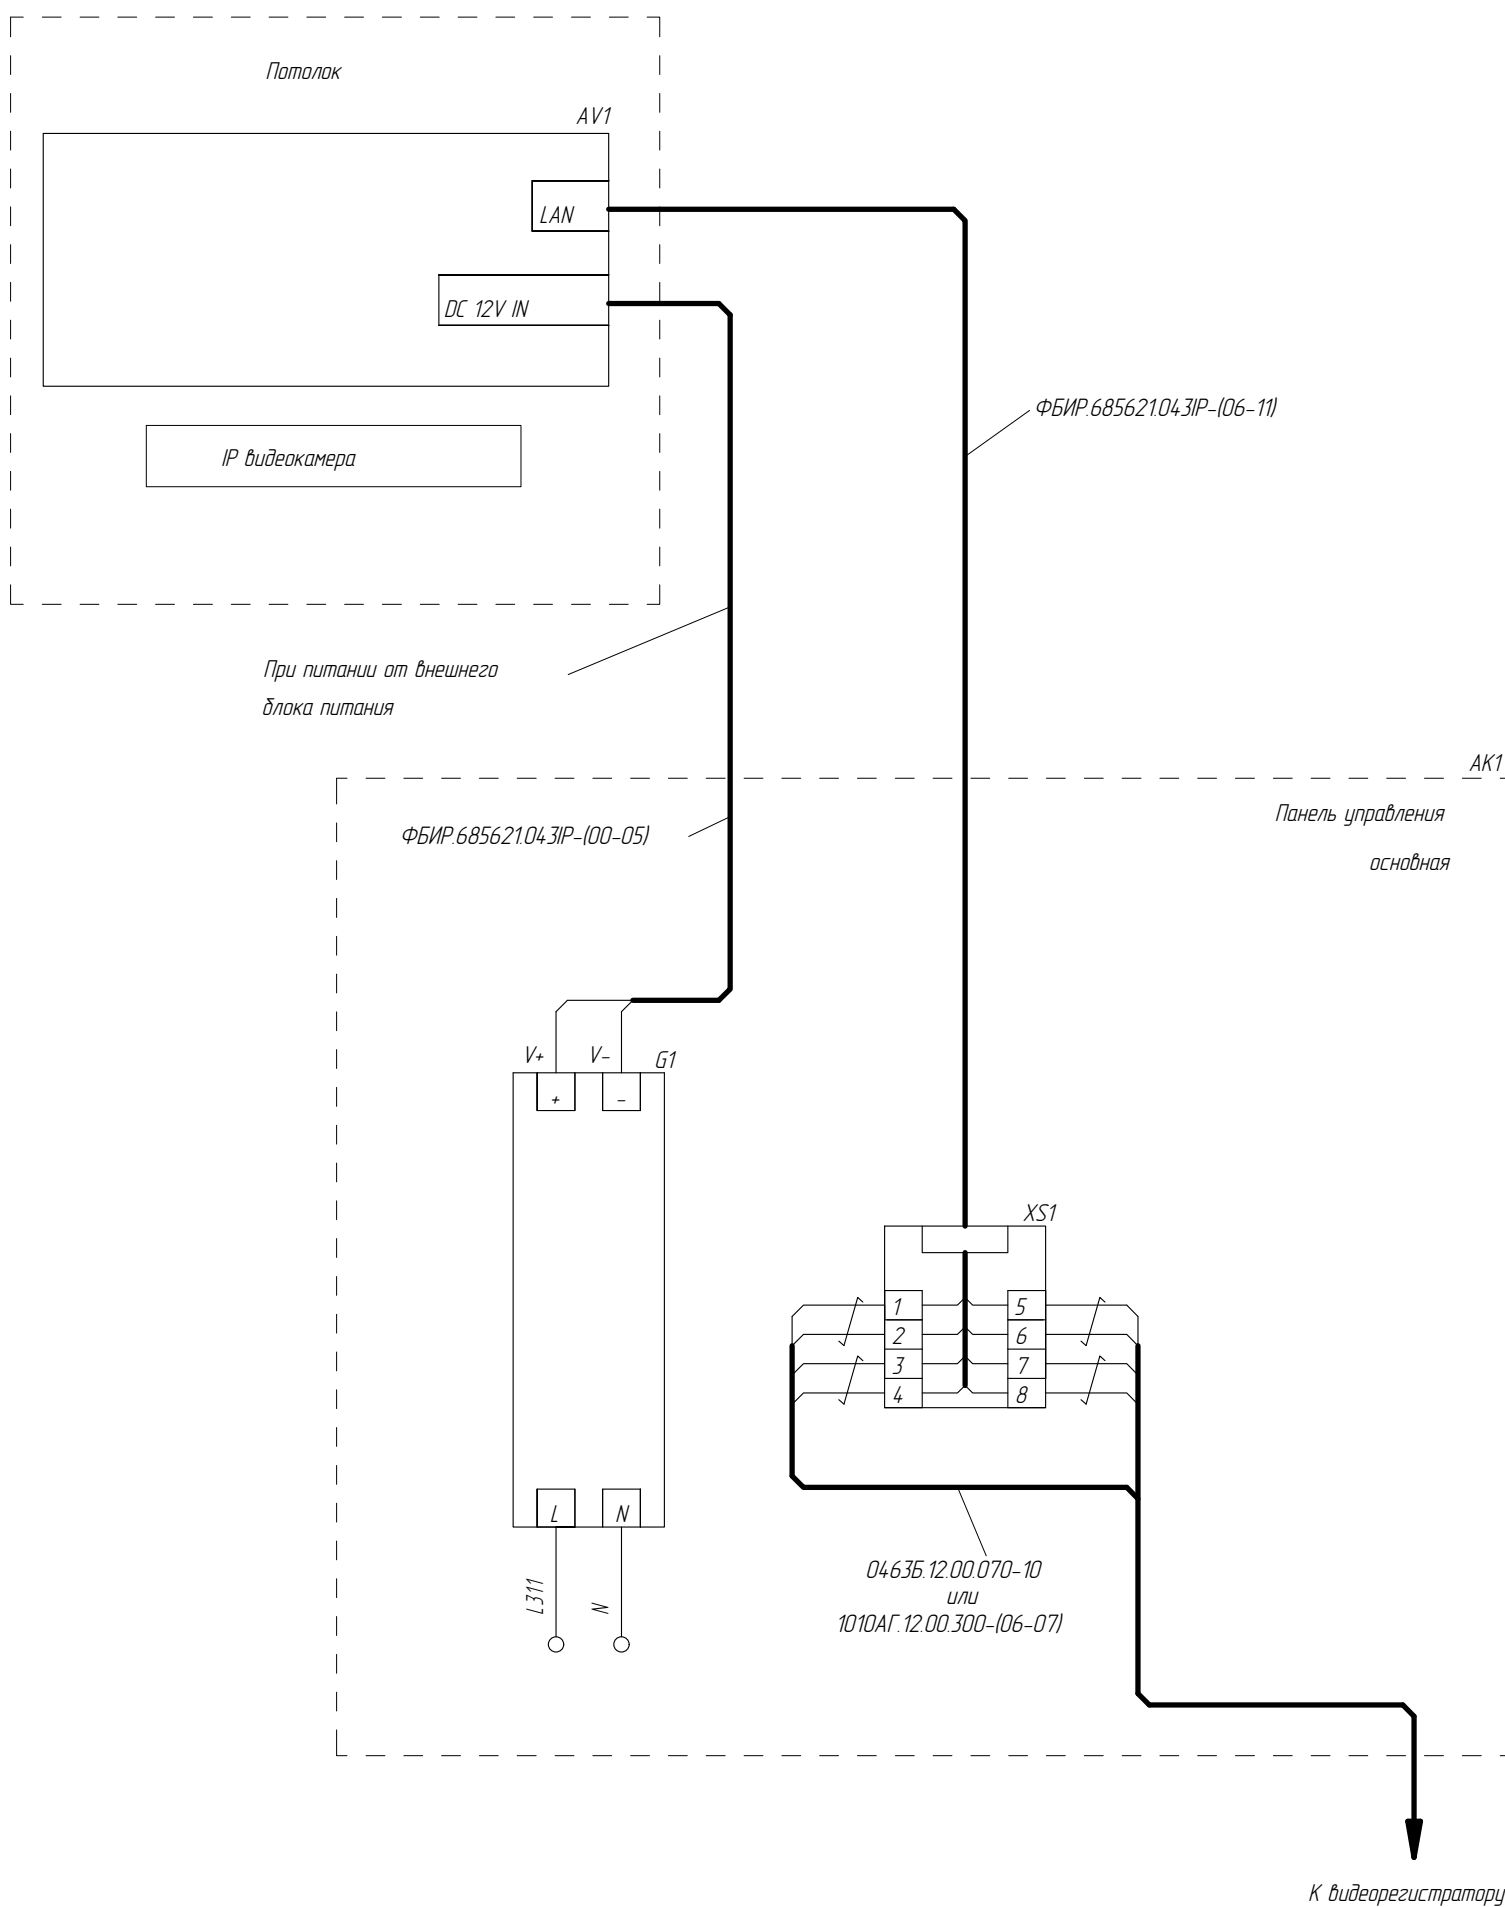 Потолок
AV1
LAN
DC 12V IN
ФБИР.685621.043IP-(06-11)
IP видеокамера
При питании от внешнего
блока питания
AK1
Панель управления
ФБИР.685621.043IP-(00-05)
основная
V+
V-
G1
+
-
XS1
1
5
2
6
3
7
4
8
L
N
0463Б.12.00.070-10
или
1010АГ.12.00.300-(06-07)
L311
N
К видеорегистратору